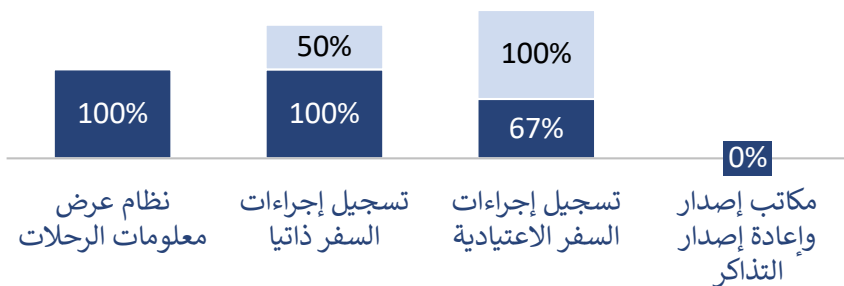 50%
100%
100%
100%
67%
0%
نظام عرض
معلومات الرحلات
تسجيل إجراءات
السفر ذاتيا
تسجيل إجراءات
السفر الاعتيادية
مكاتب إصدار
وإعادة إصدار
التذاكر